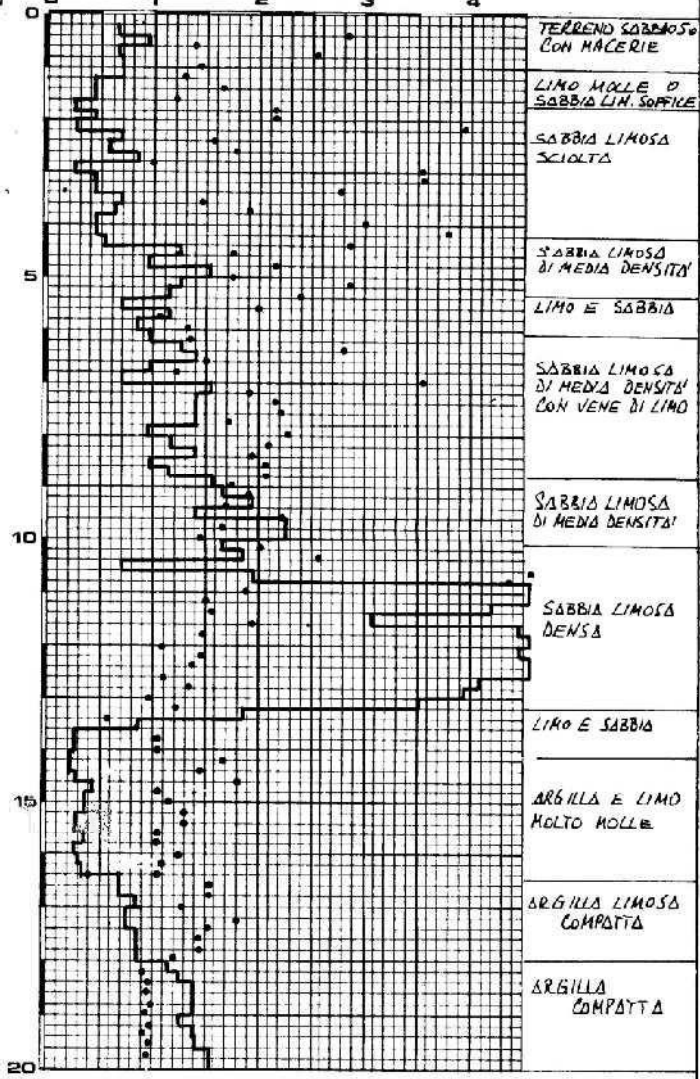 0 1 2 3 4
0
TERRENO SABBIOSO
CON MACERIE
LIMO MOLLE O
SABBIA LIM. SOFFICE
SABBIA LIMOSA
SCIOLTA
SABBIA LIMOSA
DI MEDIA DENSITA'
5
LIMO E SABBIA
SABBIA LIMOSA
DI MEDIA DENSITA'
CON VENE DI LIMO
SABBIA LIMOSA
DI MEDIA DENSITA'
10
SABBIA LIMOSA
DENSA
LIMO E SABBIA
15
ARGILLA E LIMO
MOLTO MOLLE
ARGILLA LIMOSA
COMPATTA
ARGILLA
COMPATTA
20